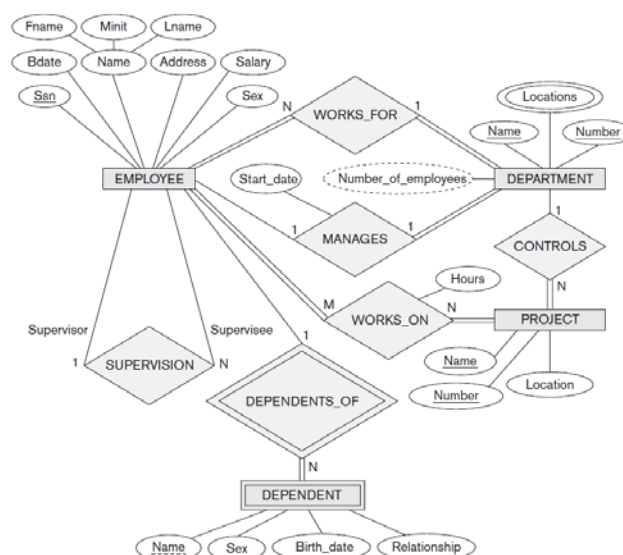 Fname Minit Lname
Bdate Name Address Salary
Ssn Sex
N WORKS_FOR 1
Locations
Name Number
EMPLOYEE
Start_date Number_of_employees
DEPARTMENT
1 MANAGES 1
1
CONTROLS
N
Hours
M WORKS_ON N
PROJECT
Supervisor Supervisee
1 SUPERVISION N
1
Name
Number Location
DEPENDENTS_OF
N
DEPENDENT
Name Sex Birth_date Relationship